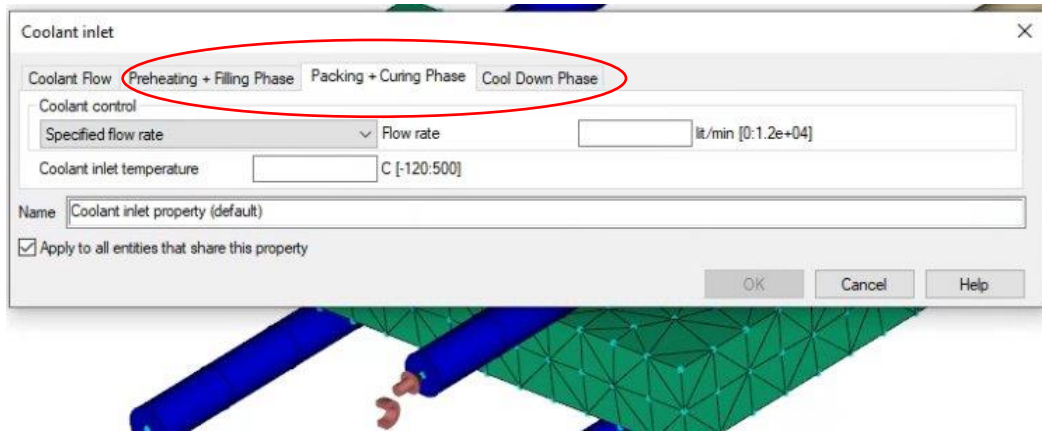 Coolant inlet
Coolant Flow Preheating + Filling Phase Packing + Curing Phase Cool Down Phase
Coolant control
Specified flow rate Flow rate lit/min [0:1.2e+04]
Coolant inlet temperature C [-120:500]
Name Coolant inlet property (default)
Apply to all entities that share this property
OK Cancel Help